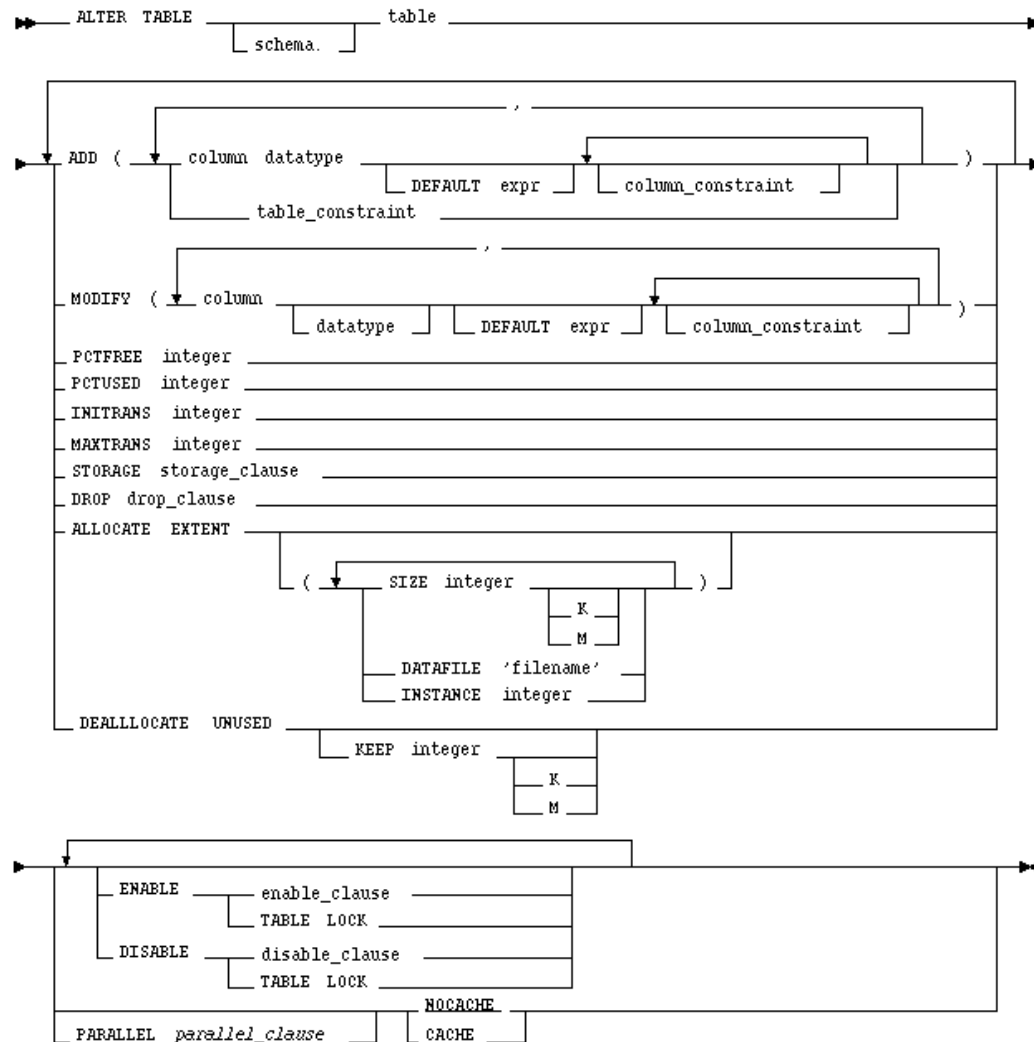 ALTER TABLE table
schema.
,
ADD ( column datatype )
DEFAULT expr column_constraint
table_constraint
,
MODIFY ( column )
datatype DEFAULT expr column_constraint
PCTFREE integer
PCTUSED integer
INITRANS integer
MAXTRANS integer
STORAGE storage_clause
DROP drop_clause
ALLOCATE EXTENT
( SIZE integer )
K
M
DATAFILE 'filename'
INSTANCE integer
DEALLLOCATE UNUSED
KEEP integer
K
M
ENABLE enable_clause
TABLE LOCK
DISABLE disable_clause
TABLE LOCK
NOCACHE
PARALLEL parallel_clause CACHE